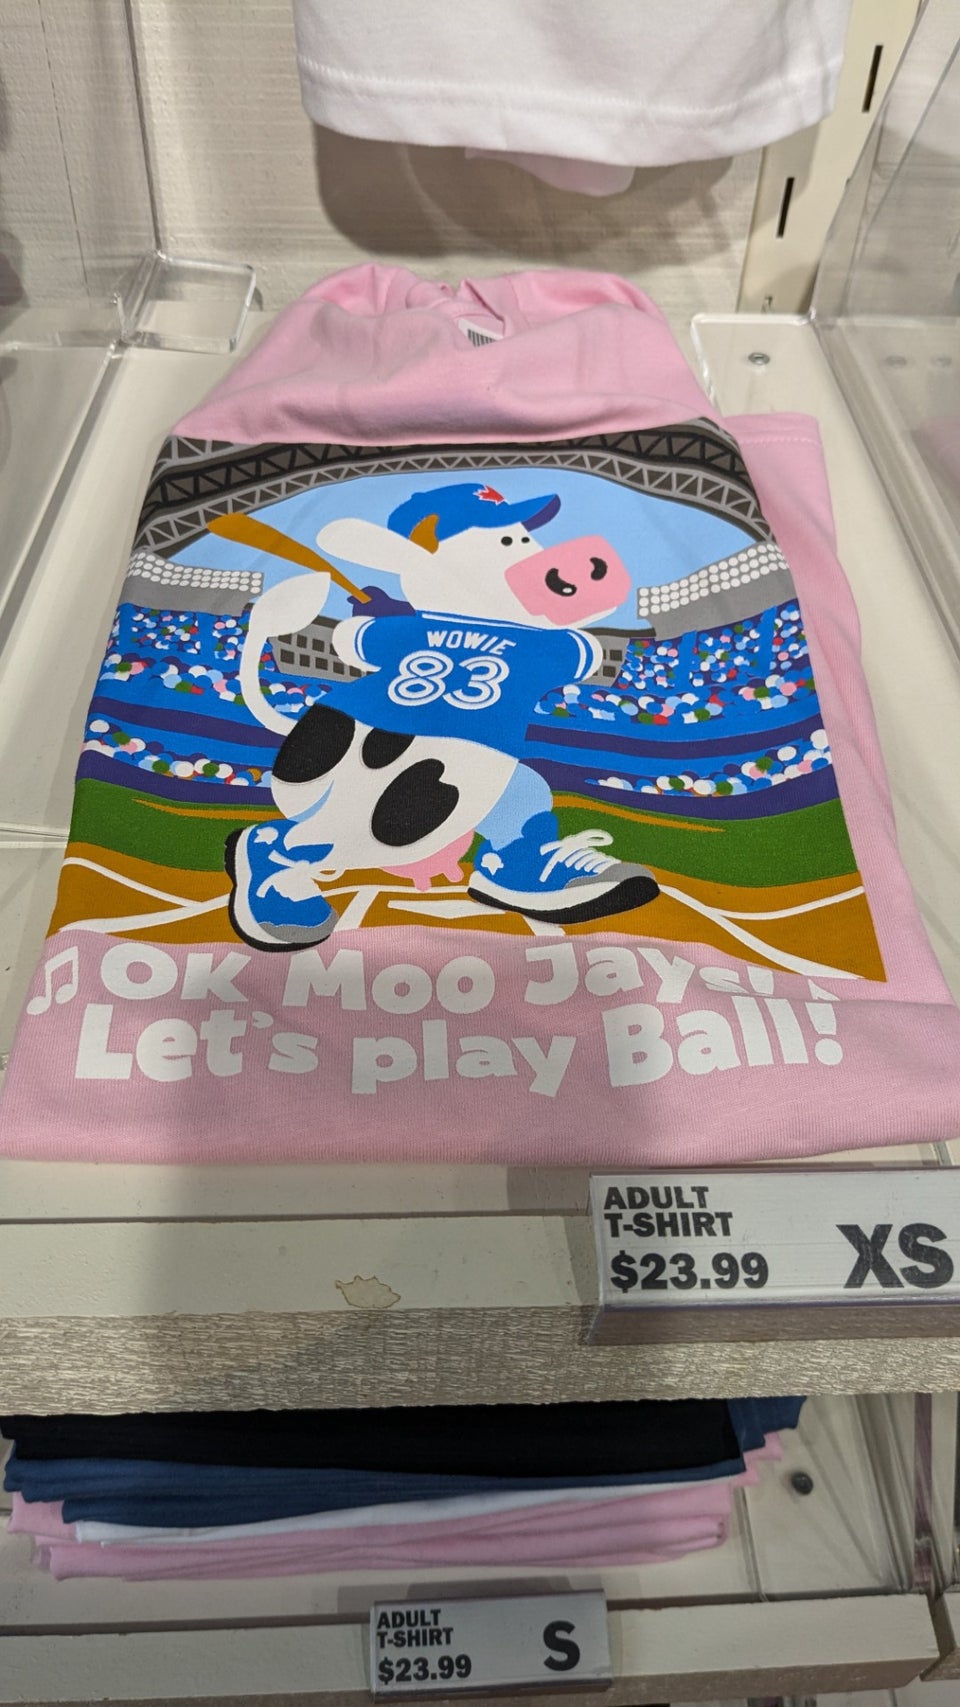 WOWIE
83
OK Moo Jays!
Let's play Ball!
ADULT
T-SHIRT
$23.99
XS
ADULT
T-SHIRT
$23.99
S